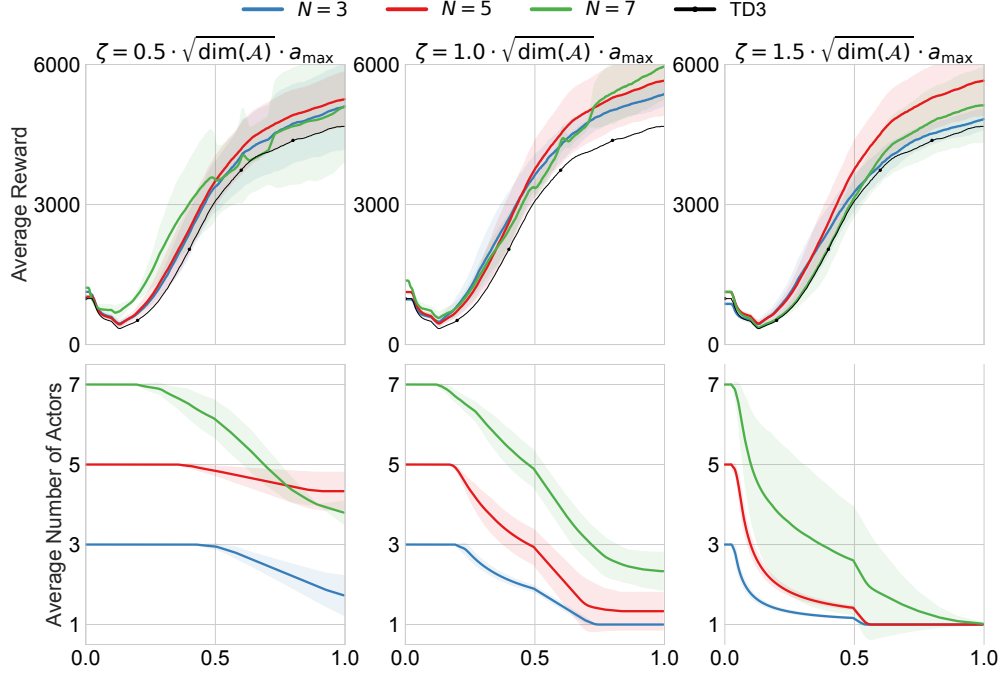 N = 3 N = 5 N = 7 TD3
ζ = 0.5 · √dim(𝒜) · a_max ζ = 1.0 · √dim(𝒜) · a_max ζ = 1.5 · √dim(𝒜) · a_max
6000 6000 6000
Average Reward
3000 3000 3000
0 0 0
7 7 7
Average Number of Actors
5 5 5
3 3 3
1 1 1
0.0 0.5 1.0 0.0 0.5 1.0 0.0 0.5 1.0